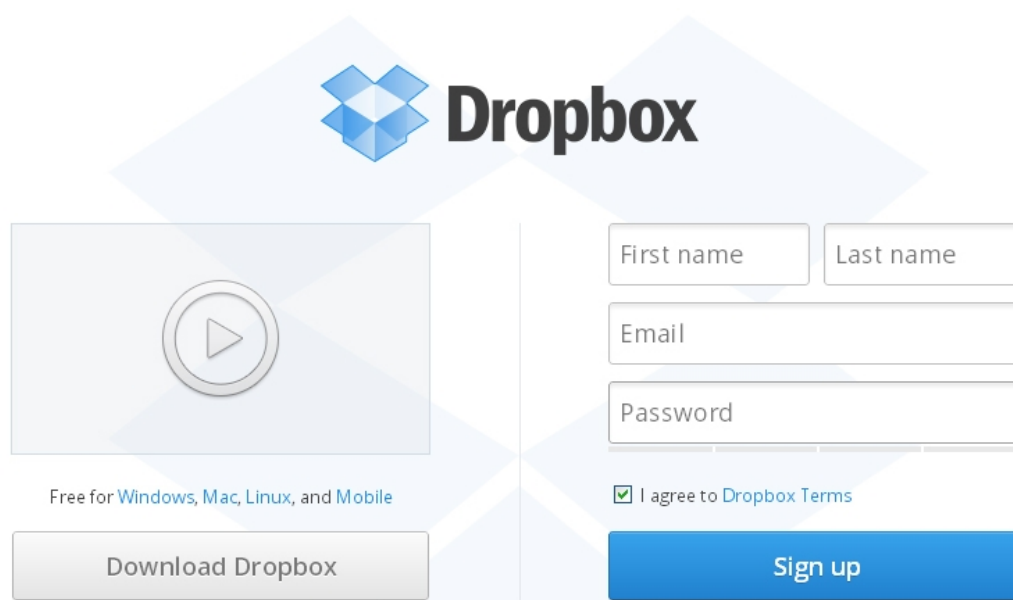 Dropbox
Free for Windows, Mac, Linux, and Mobile
Download Dropbox
First name
Last name
Email
Password
I agree to Dropbox Terms
Sign up